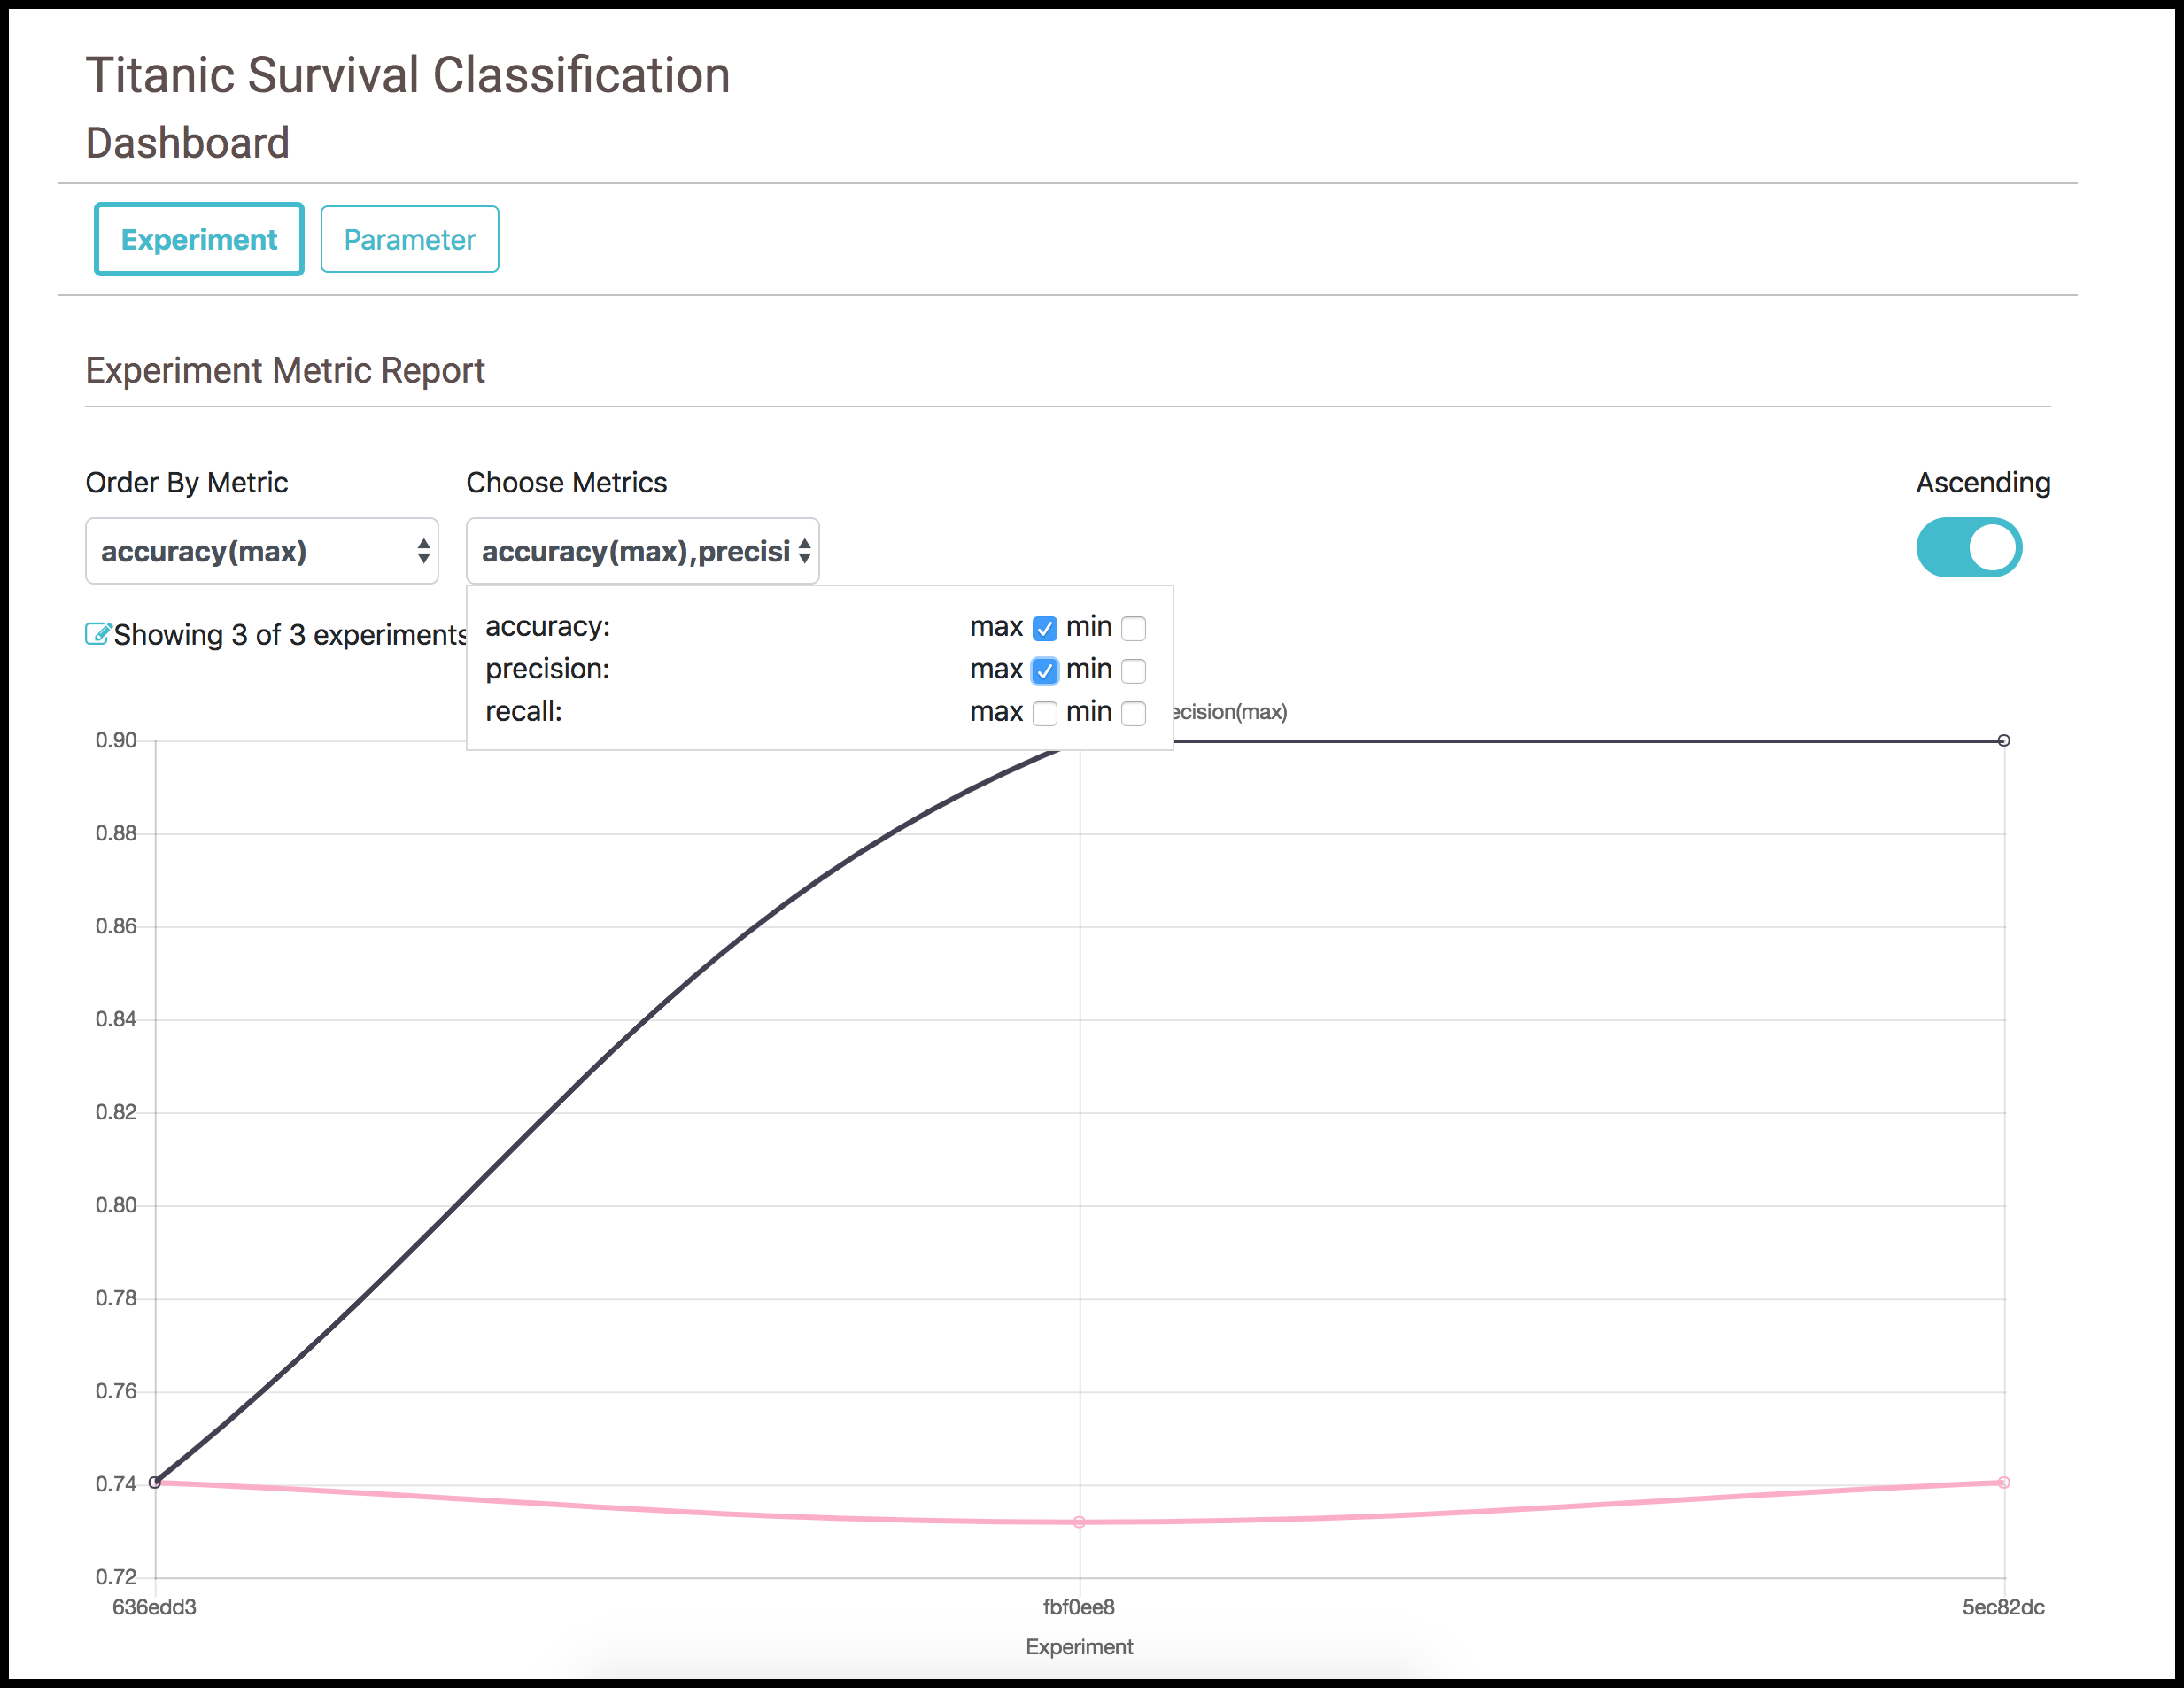 Titanic Survival Classification
Dashboard
Experiment Parameter
Experiment Metric Report
Order By Metric Choose Metrics Ascending
accuracy(max) accuracy(max),precisi
Showing 3 of 3 experiments
accuracy: max min
precision: max min
recall: max min
ecision(max)
0.90
0.88
0.86
0.84
0.82
0.80
0.78
0.76
0.74
0.72
636edd3 fbf0ee8 5ec82dc
Experiment